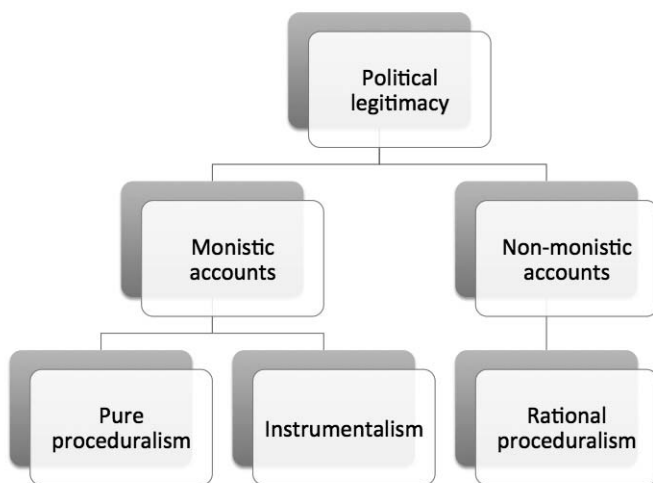 Political
legitimacy
Monistic
accounts
Non-monistic
accounts
Pure
proceduralism
Instrumentalism
Rational
proceduralism